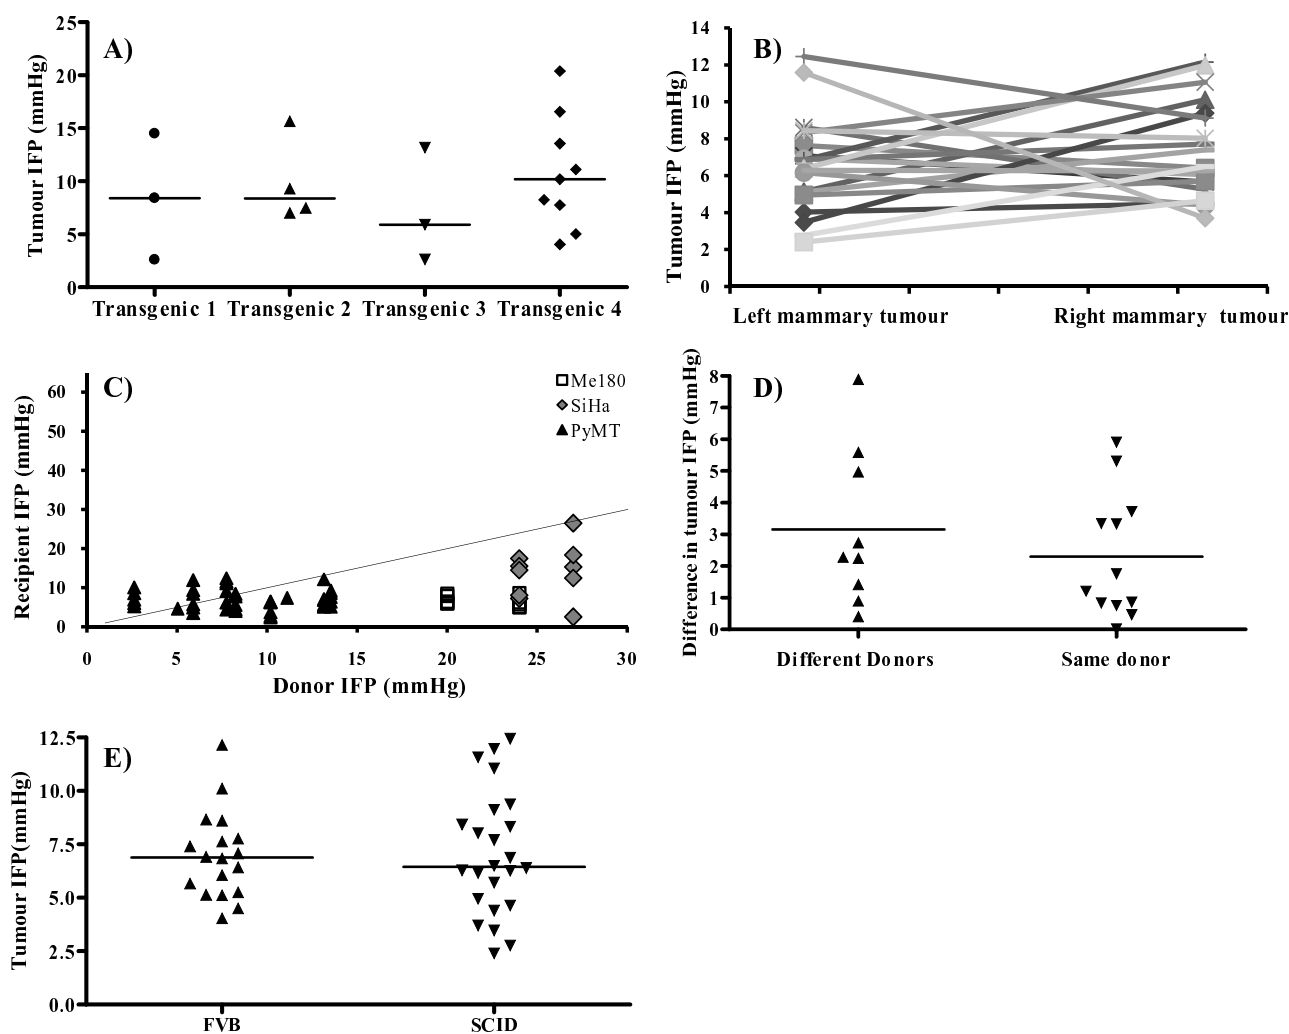 A)
Tumour IFP (mmHg)
25
20
15
10
5
0
Transgenic 1 Transgenic 2 Transgenic 3 Transgenic 4
B)
Tumour IFP (mmHg)
14
12
10
8
6
4
2
0
Left mammary tumour Right mammary tumour
C)
Recipient IFP (mmHg)
60
50
40
30
20
10
0
Me180
SiHa
PyMT
0 5 10 15 20 25 30
Donor IFP (mmHg)
D)
Difference in tumour IFP (mmHg)
8
7
6
5
4
3
2
1
0
Different Donors Same donor
E)
Tumour IFP(mmHg)
12.5
10.0
7.5
5.0
2.5
0.0
FVB SCID